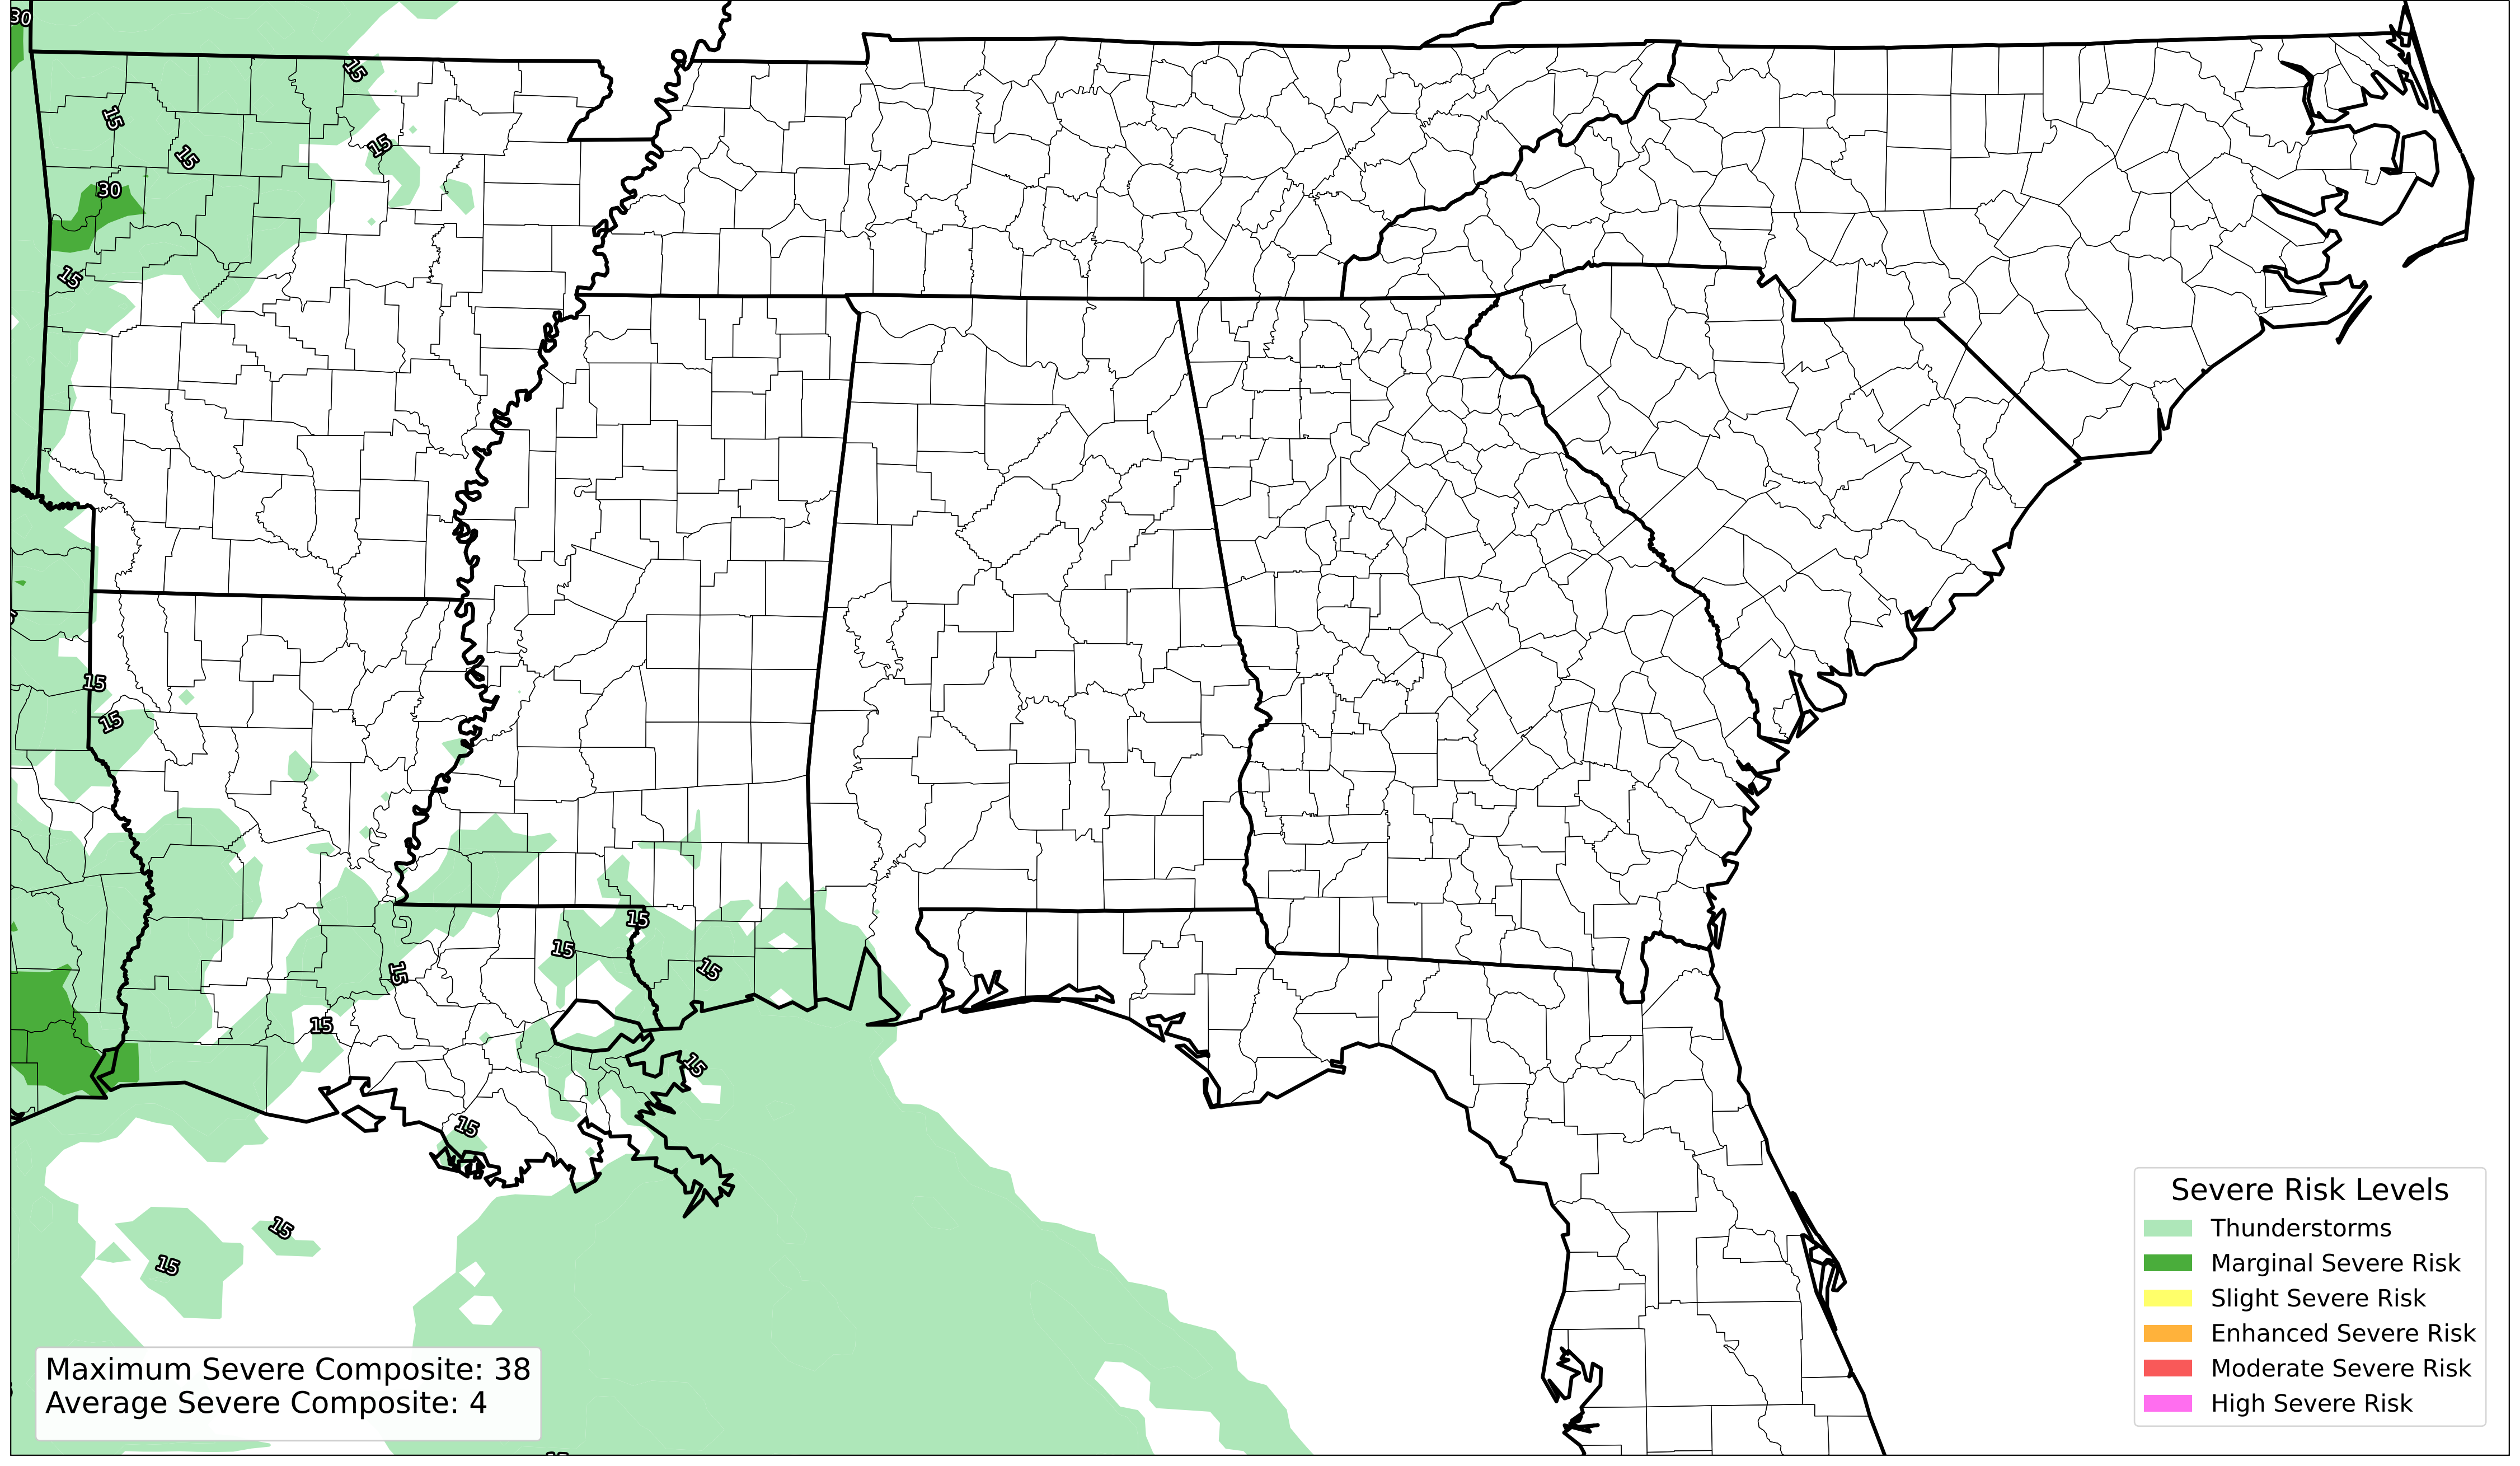 30
15
15
15
15
30
15
15
15
15
15
15
15
15
15
15
15
15
Maximum Severe Composite: 38
Average Severe Composite: 4
Severe Risk Levels
Thunderstorms
Marginal Severe Risk
Slight Severe Risk
Enhanced Severe Risk
Moderate Severe Risk
High Severe Risk